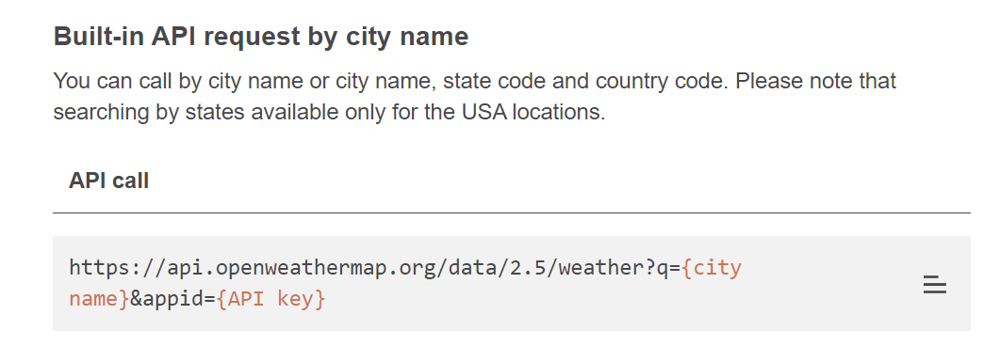 Built-in API request by city name
You can call by city name or city name, state code and country code. Please note that
searching by states available only for the USA locations.
API call
https://api.openweathermap.org/data/2.5/weather?q={city
name}&appid={API key}